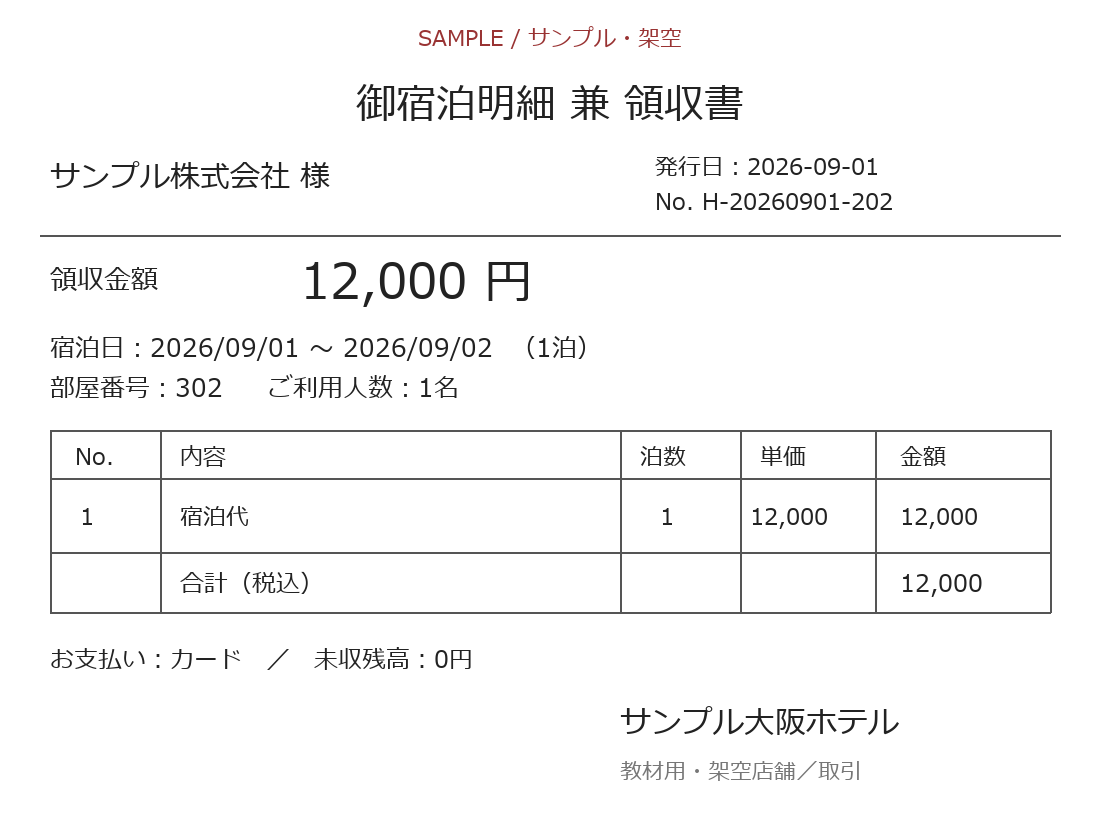 SAMPLE / サンプル・架空
御宿泊明細 兼 領収書
サンプル株式会社 様
発行日：2026-09-01
No. H-20260901-202
領収金額 12,000 円
宿泊日：2026/09/01 ～ 2026/09/02 （1泊）
部屋番号：302 ご利用人数：1名
No. 内容 泊数 単価 金額
1 宿泊代 1 12,000 12,000
合計（税込） 12,000
お支払い：カード ／ 未収残高：0円
サンプル大阪ホテル
教材用・架空店舗／取引